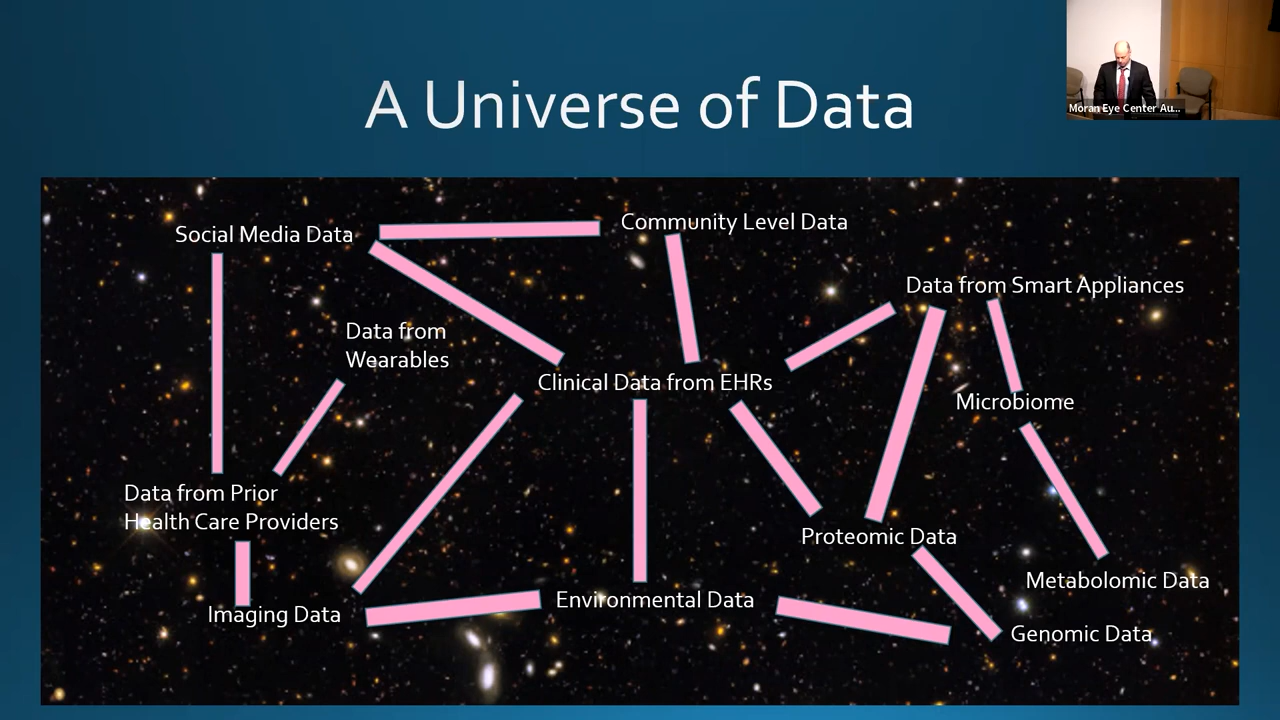 A Universe of Data
Moran Eye Center Au...
Social Media Data
Community Level Data
Data from Smart Appliances
Data from
Wearables
Clinical Data from EHRs
Microbiome
Data from Prior
Health Care Providers
Proteomic Data
Metabolomic Data
Imaging Data
Environmental Data
Genomic Data